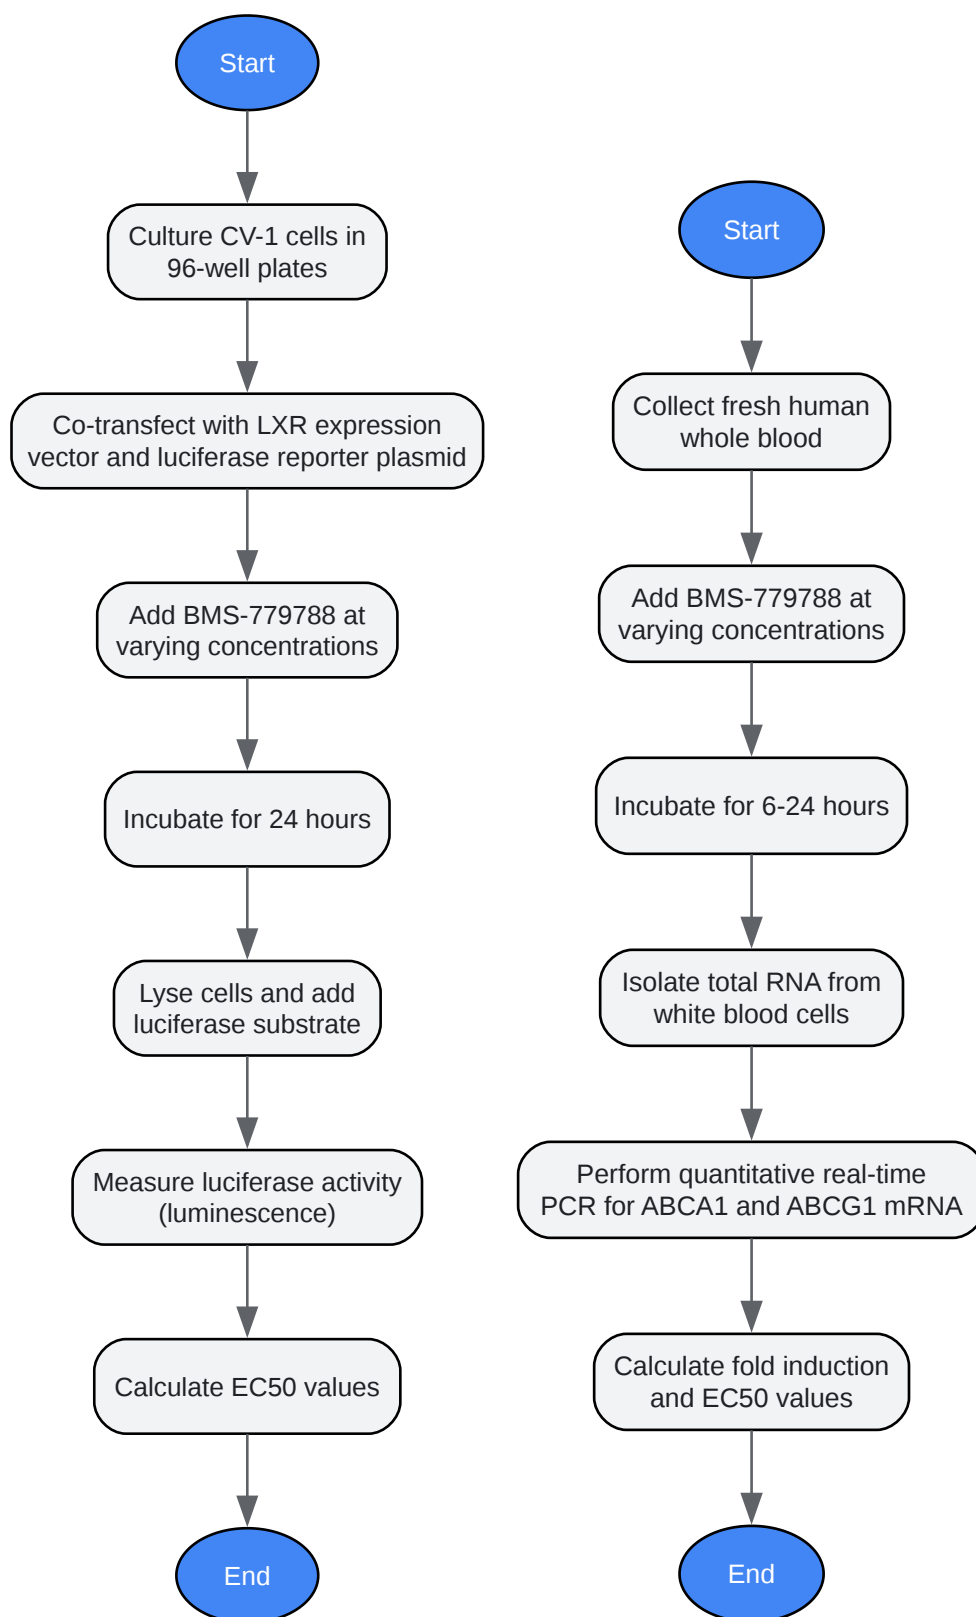 Start
Culture CV-1 cells in
96-well plates
Co-transfect with LXR expression
vector and luciferase reporter plasmid
Add BMS-779788 at
varying concentrations
Incubate for 24 hours
Lyse cells and add
luciferase substrate
Measure luciferase activity
(luminescence)
Calculate EC50 values
End
Start
Collect fresh human
whole blood
Add BMS-779788 at
varying concentrations
Incubate for 6-24 hours
Isolate total RNA from
white blood cells
Perform quantitative real-time
PCR for ABCA1 and ABCG1 mRNA
Calculate fold induction
and EC50 values
End